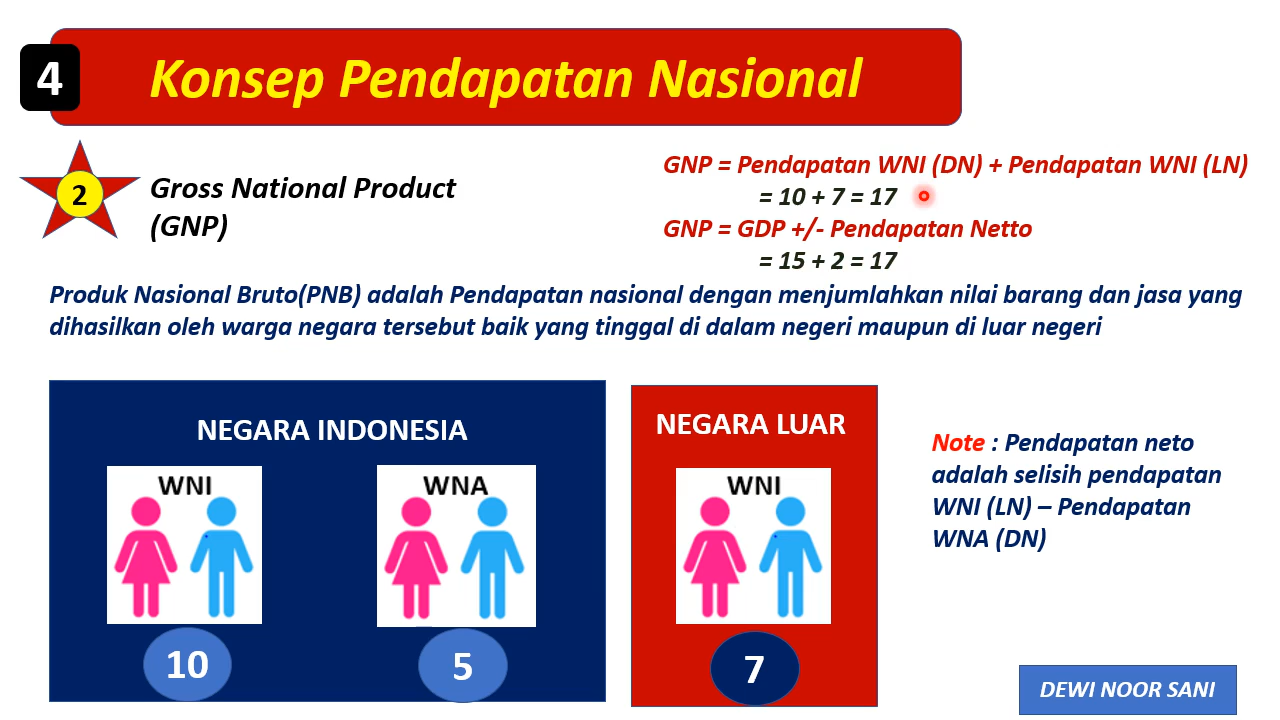 4
Konsep Pendapatan Nasional
2
Gross National Product
(GNP)
GNP = Pendapatan WNI (DN) + Pendapatan WNI (LN)
= 10 + 7 = 17
GNP = GDP +/- Pendapatan Netto
= 15 + 2 = 17
Produk Nasional Bruto(PNB) adalah Pendapatan nasional dengan menjumlahkan nilai barang dan jasa yang
dihasilkan oleh warga negara tersebut baik yang tinggal di dalam negeri maupun di luar negeri
NEGARA INDONESIA
WNI
WNA
10
5
NEGARA LUAR
WNI
7
Note : Pendapatan neto
adalah selisih pendapatan
WNI (LN) – Pendapatan
WNA (DN)
DEWI NOOR SANI